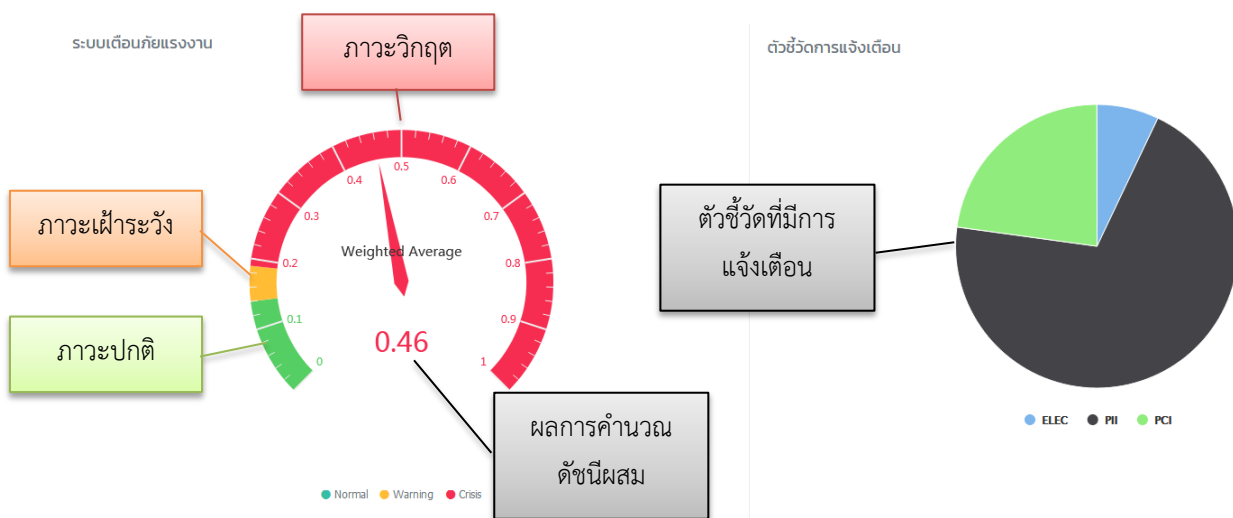 ระบบเตือนภัยแรงงาน
ภาวะวิกฤต
ตัวชี้วัดการแจ้งเตือน
ภาวะเฝ้าระวัง
ภาวะปกติ
0
0.1
0.2
0.3
0.4
0.5
0.6
0.7
0.8
0.9
1
Weighted Average
0.46
ผลการคำนวณ
ดัชนีผสม
Normal
Warning
Crisis
ตัวชี้วัดที่มีการ
แจ้งเตือน
ELEC
PII
PCI